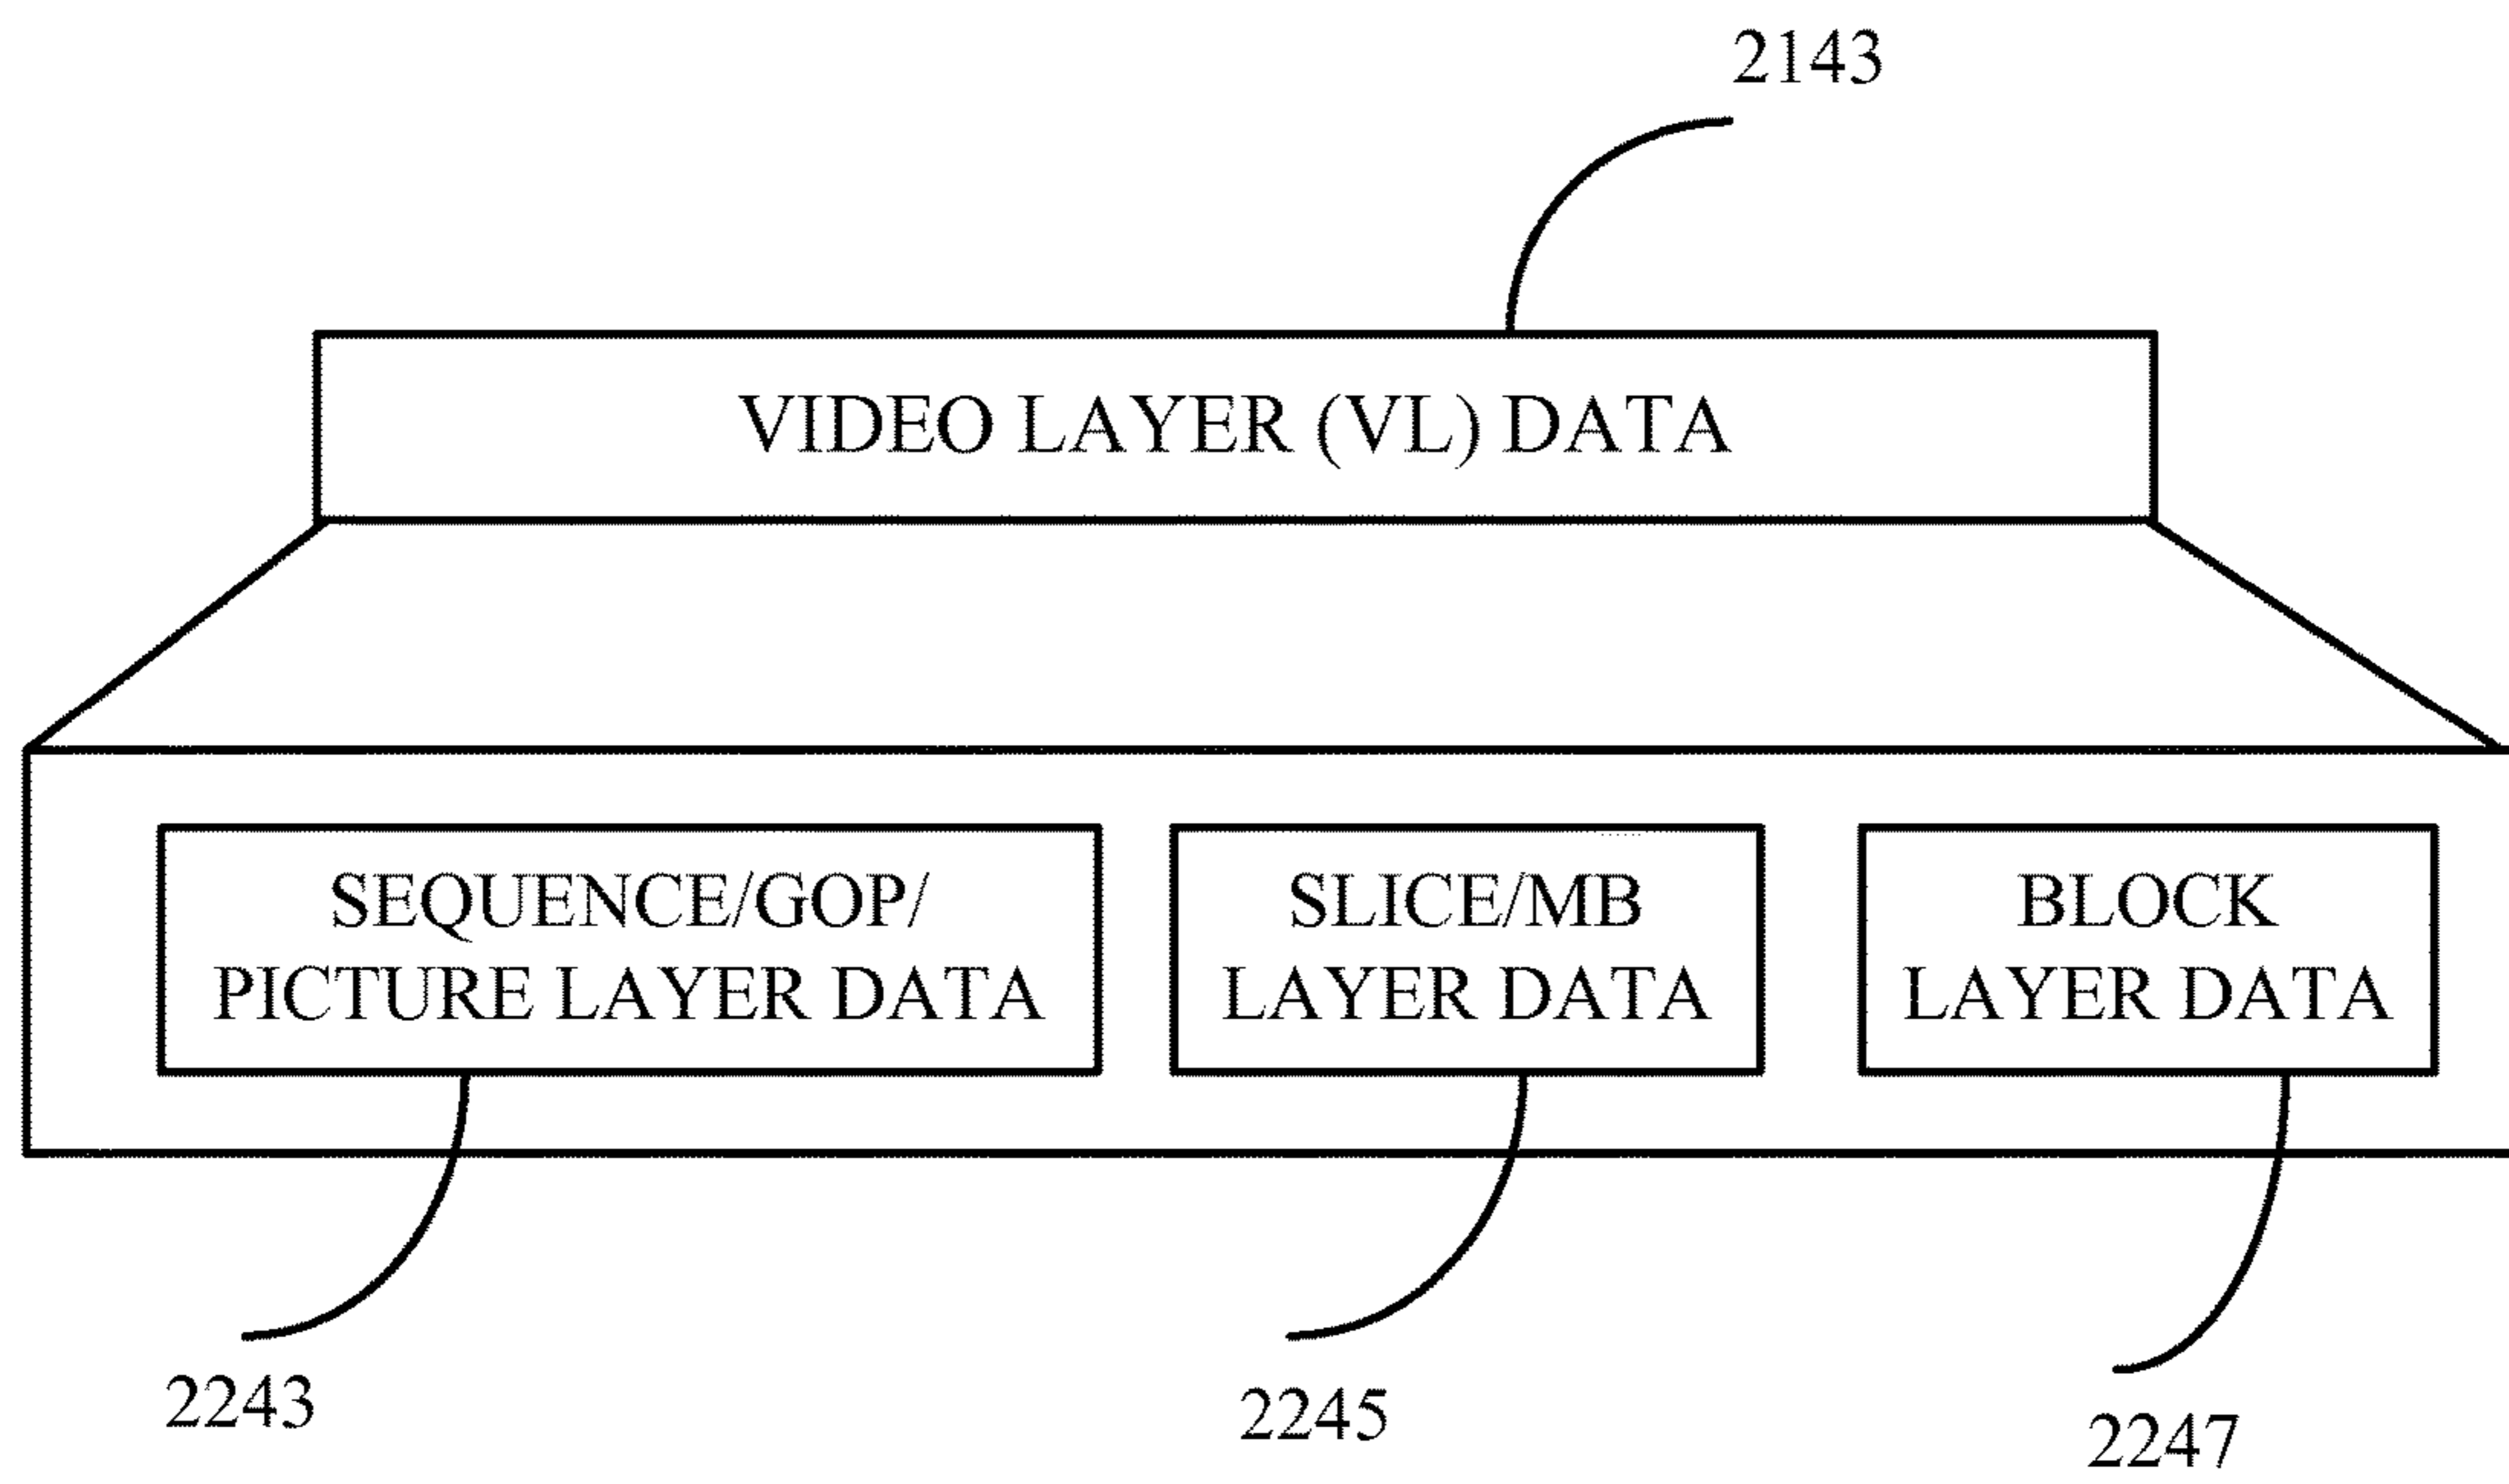 2143
VIDEO LAYER (VL) DATA
SEQUENCE/GOP/
PICTURE LAYER DATA
SLICE/MB
LAYER DATA
BLOCK
LAYER DATA
2243
2245
2247